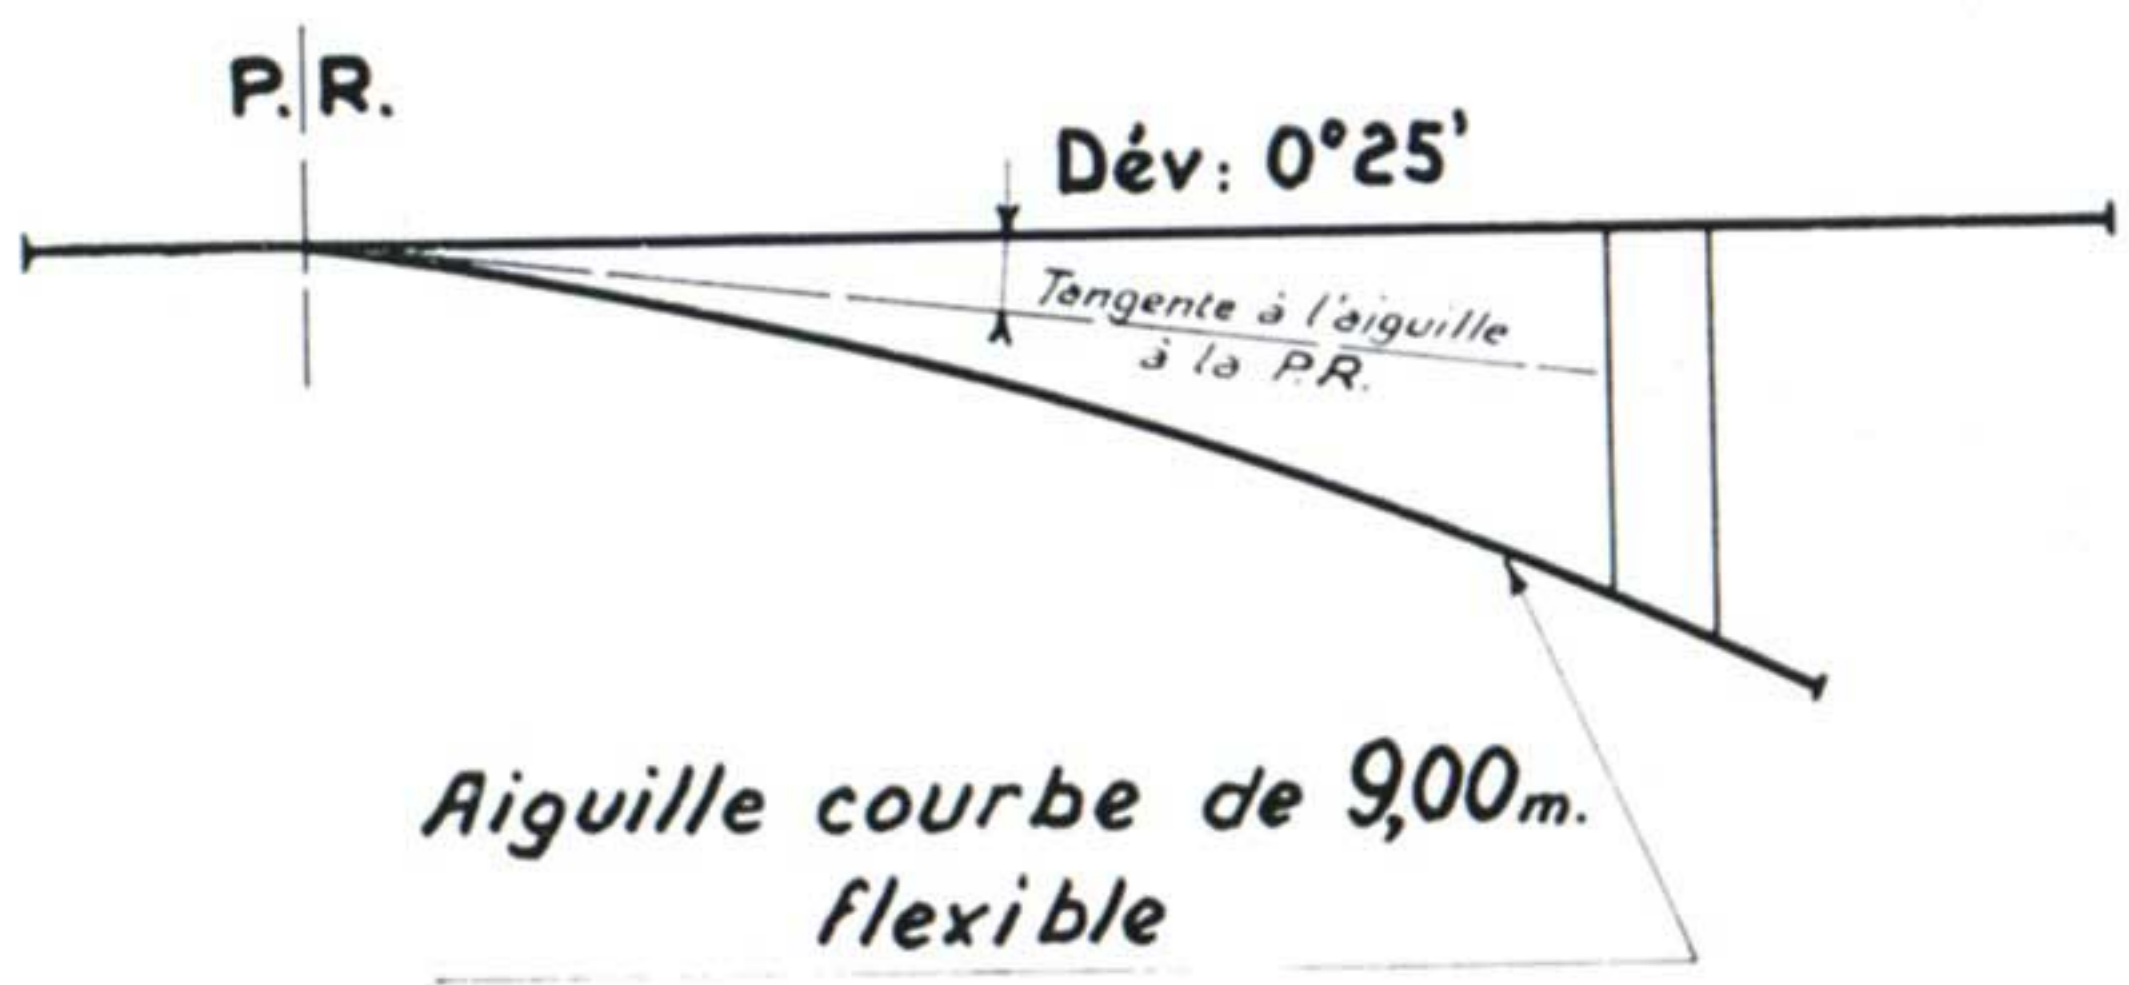 P.R.
Dév: 0°25'
Tangente à l'aiguille
à la P.R.
Aiguille courbe de 9,00m.
flexible